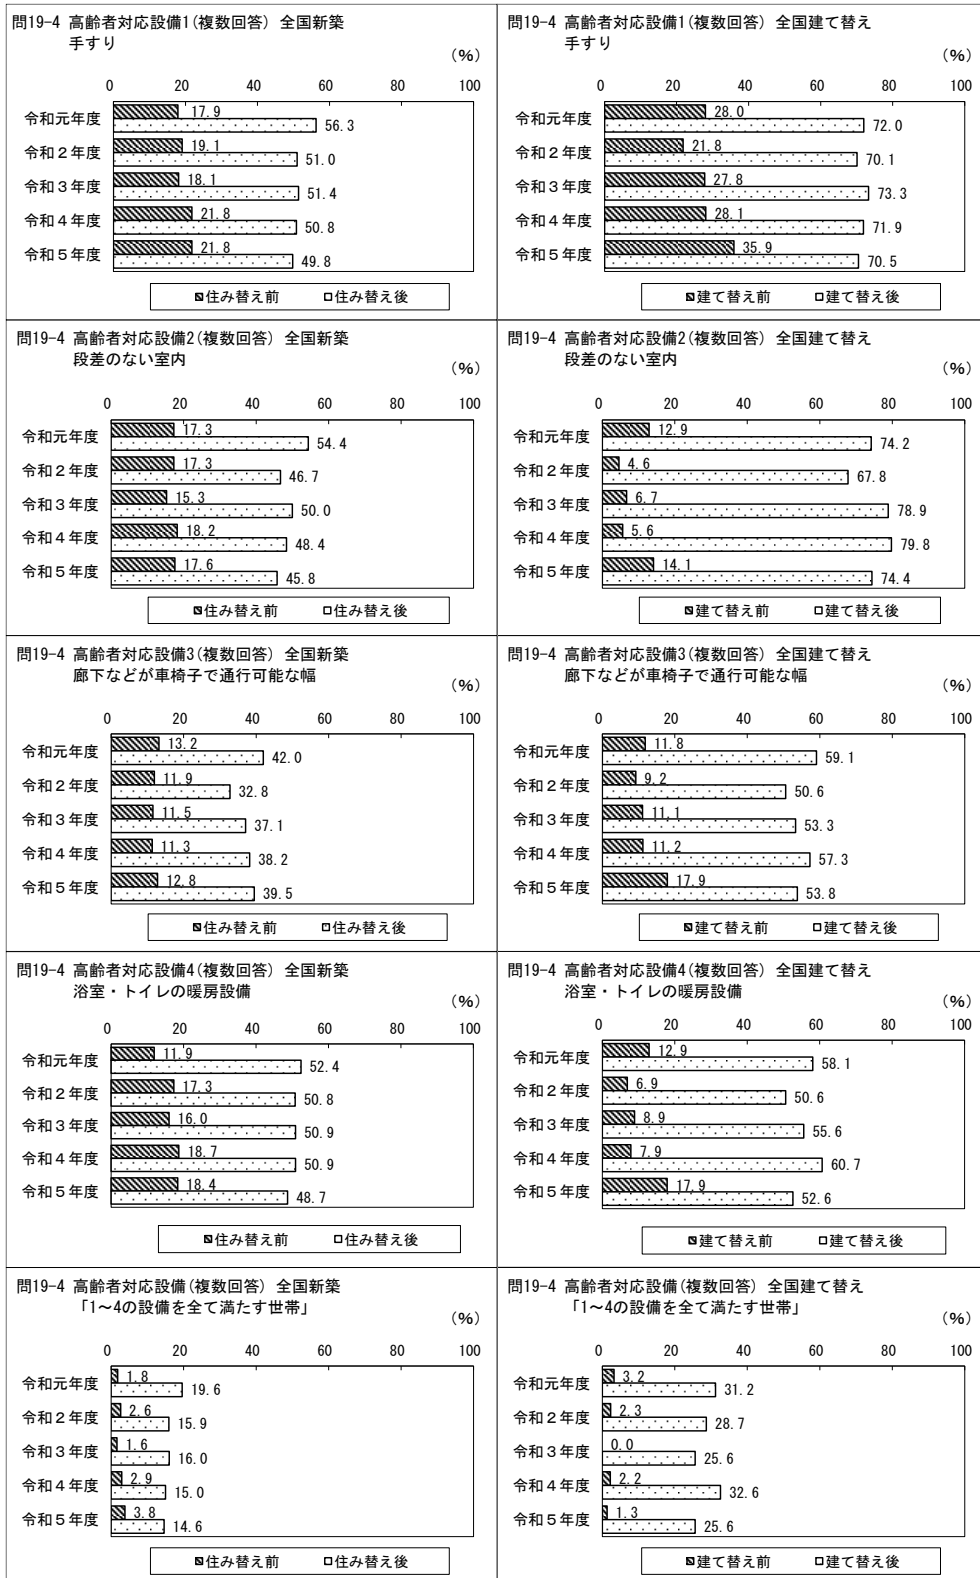 問19-4 高齢者対応設備1(複数回答) 全国新築
手すり
(%)
0 20 40 60 80 100
令和元年度 17.9 56.3
令和２年度 19.1 51.0
令和３年度 18.1 51.4
令和４年度 21.8 50.8
令和５年度 21.8 49.8
住み替え前 住み替え後
問19-4 高齢者対応設備1(複数回答) 全国建て替え
手すり
(%)
0 20 40 60 80 100
令和元年度 28.0 72.0
令和２年度 21.8 70.1
令和３年度 27.8 73.3
令和４年度 28.1 71.9
令和５年度 35.9 70.5
建て替え前 建て替え後
問19-4 高齢者対応設備2(複数回答) 全国新築
段差のない室内
(%)
0 20 40 60 80 100
令和元年度 17.3 54.4
令和２年度 17.3 46.7
令和３年度 15.3 50.0
令和４年度 18.2 48.4
令和５年度 17.6 45.8
住み替え前 住み替え後
問19-4 高齢者対応設備2(複数回答) 全国建て替え
段差のない室内
(%)
0 20 40 60 80 100
令和元年度 12.9 74.2
令和２年度 4.6 67.8
令和３年度 6.7 78.9
令和４年度 5.6 79.8
令和５年度 14.1 74.4
建て替え前 建て替え後
問19-4 高齢者対応設備3(複数回答) 全国新築
廊下などが車椅子で通行可能な幅
(%)
0 20 40 60 80 100
令和元年度 13.2 42.0
令和２年度 11.9 32.8
令和３年度 11.5 37.1
令和４年度 11.3 38.2
令和５年度 12.8 39.5
住み替え前 住み替え後
問19-4 高齢者対応設備3(複数回答) 全国建て替え
廊下などが車椅子で通行可能な幅
(%)
0 20 40 60 80 100
令和元年度 11.8 59.1
令和２年度 9.2 50.6
令和３年度 11.1 53.3
令和４年度 11.2 57.3
令和５年度 17.9 53.8
建て替え前 建て替え後
問19-4 高齢者対応設備4(複数回答) 全国新築
浴室・トイレの暖房設備
(%)
0 20 40 60 80 100
令和元年度 11.9 52.4
令和２年度 17.3 50.8
令和３年度 16.0 50.9
令和４年度 18.7 50.9
令和５年度 18.4 48.7
住み替え前 住み替え後
問19-4 高齢者対応設備4(複数回答) 全国建て替え
浴室・トイレの暖房設備
(%)
0 20 40 60 80 100
令和元年度 12.9 58.1
令和２年度 6.9 50.6
令和３年度 8.9 55.6
令和４年度 7.9 60.7
令和５年度 17.9 52.6
建て替え前 建て替え後
問19-4 高齢者対応設備(複数回答) 全国新築
「1～4の設備を全て満たす世帯」
(%)
0 20 40 60 80 100
令和元年度 1.8 19.6
令和２年度 2.6 15.9
令和３年度 1.6 16.0
令和４年度 2.9 15.0
令和５年度 3.8 14.6
住み替え前 住み替え後
問19-4 高齢者対応設備(複数回答) 全国建て替え
「1～4の設備を全て満たす世帯」
(%)
0 20 40 60 80 100
令和元年度 3.2 31.2
令和２年度 2.3 28.7
令和３年度 0.0 25.6
令和４年度 2.2 32.6
令和５年度 1.3 25.6
建て替え前 建て替え後